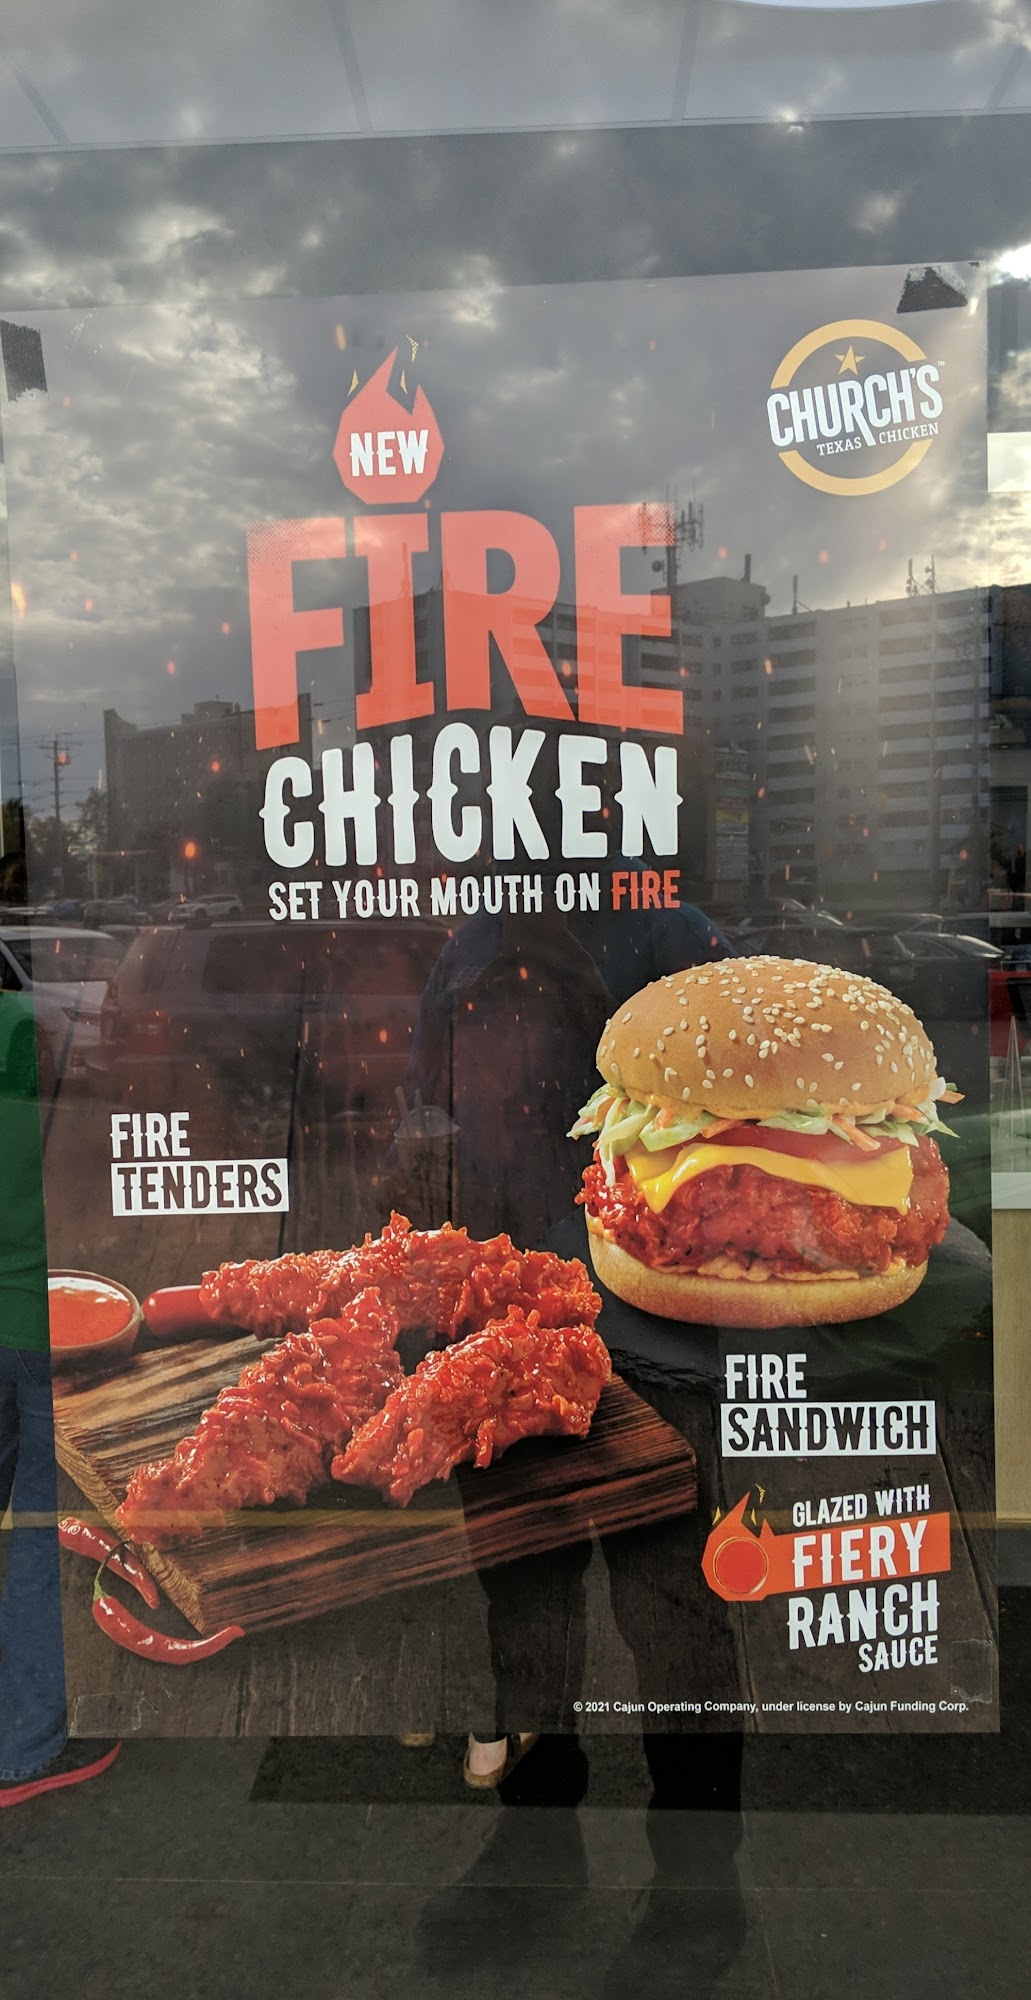 NEW
CHURCH'S™
TEXAS CHICKEN
FIRE
CHICKEN
SET YOUR MOUTH ON FIRE
FIRE
TENDERS
FIRE
SANDWICH
GLAZED WITH
FIERY
RANCH
SAUCE
© 2021 Cajun Operating Company, under license by Cajun Funding Corp.